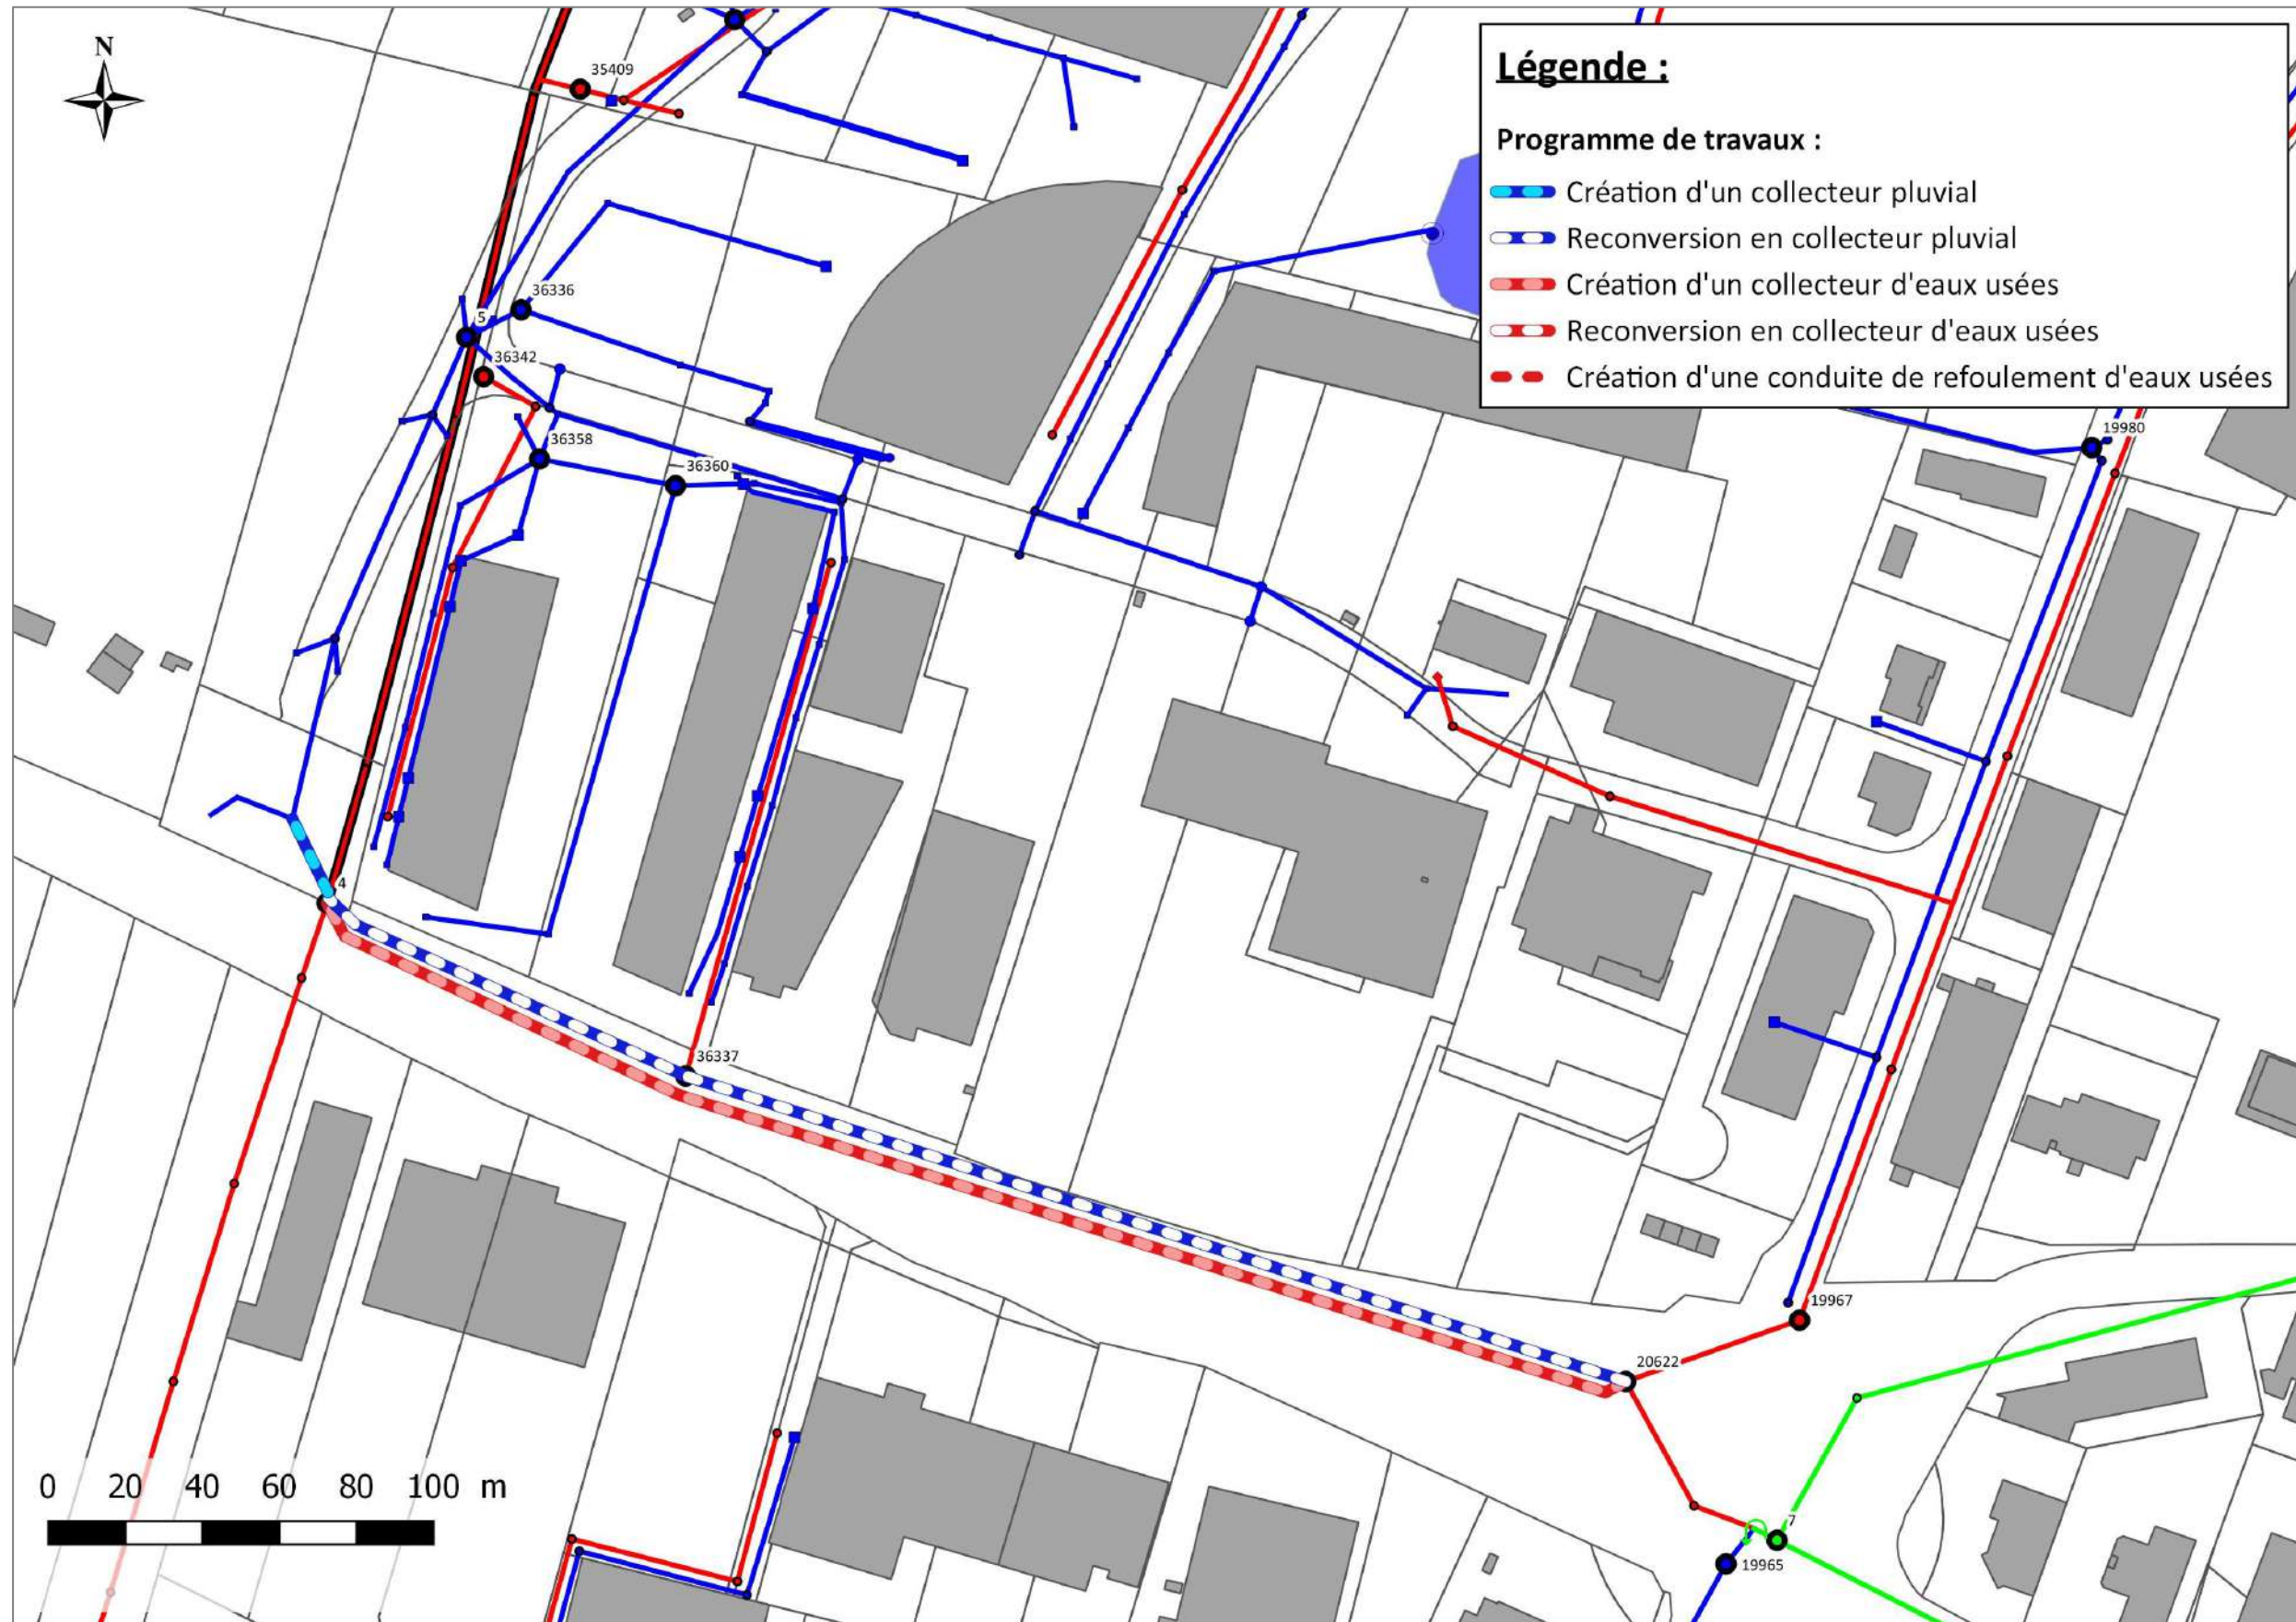 N
35409
Légende :
Programme de travaux :
Création d'un collecteur pluvial
Reconversion en collecteur pluvial
Création d'un collecteur d'eaux usées
Reconversion en collecteur d'eaux usées
Création d'une conduite de refoulement d'eaux usées
36336
5
36342
36358
36360
19980
4
36337
19967
20622
0 20 40 60 80 100 m
7
19965